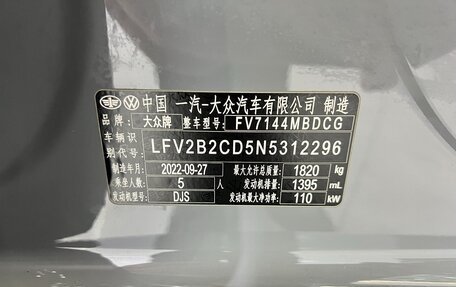 中国 一汽-大众汽车有限公司 制造
品牌: 大众牌 整车型号: FV7144MBDCG
车辆识别代号: LFV2B2CD5N5312296
制造年月: 2022-09-27 最大允许总质量: 1820 kg
乘坐人数: 5 人 发动机排量: 1395 mL
发动机型号: DJS 发动机最大净功率: 110 kW